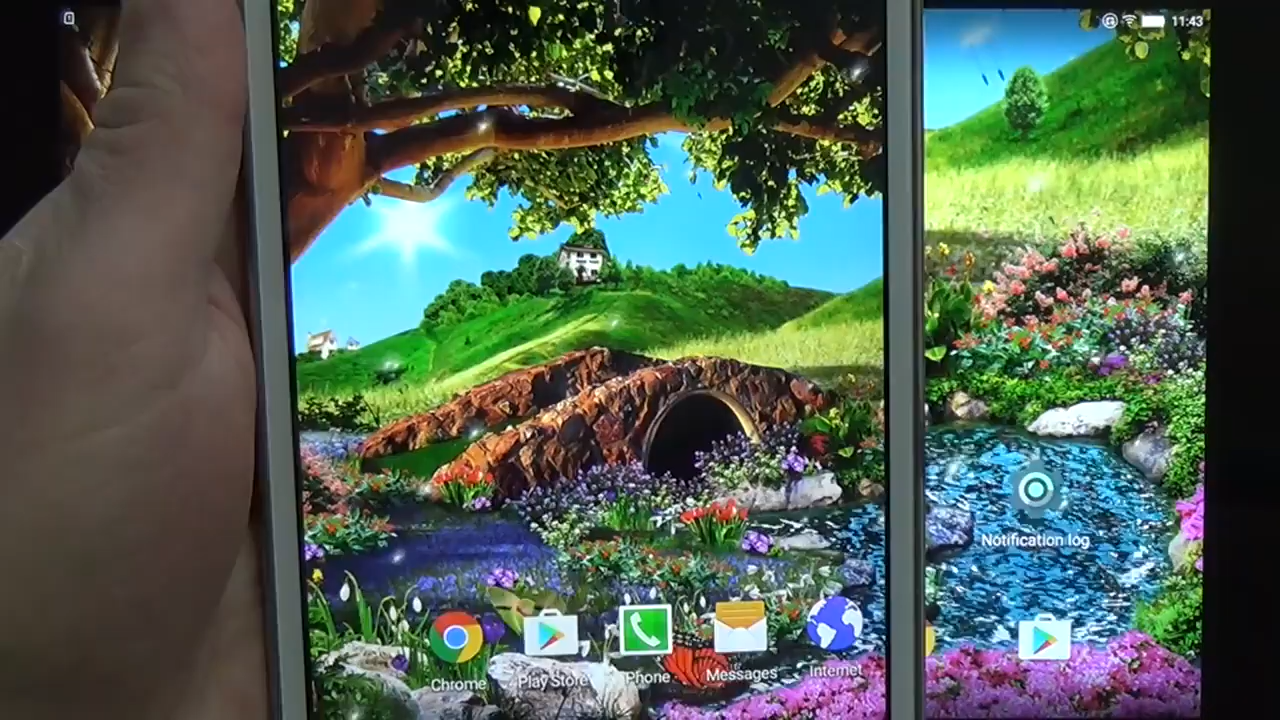 11:43
Notification log
Chrome
Play Store
Phone
Messages
Internet